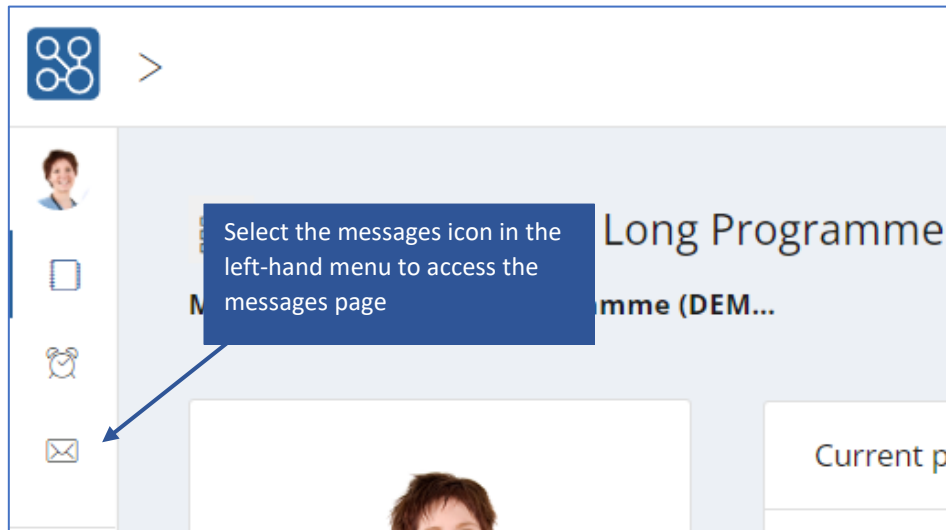 >
Select the messages icon in the
left-hand menu to access the
messages page
Long Programme
M
mme (DEM...
Current p